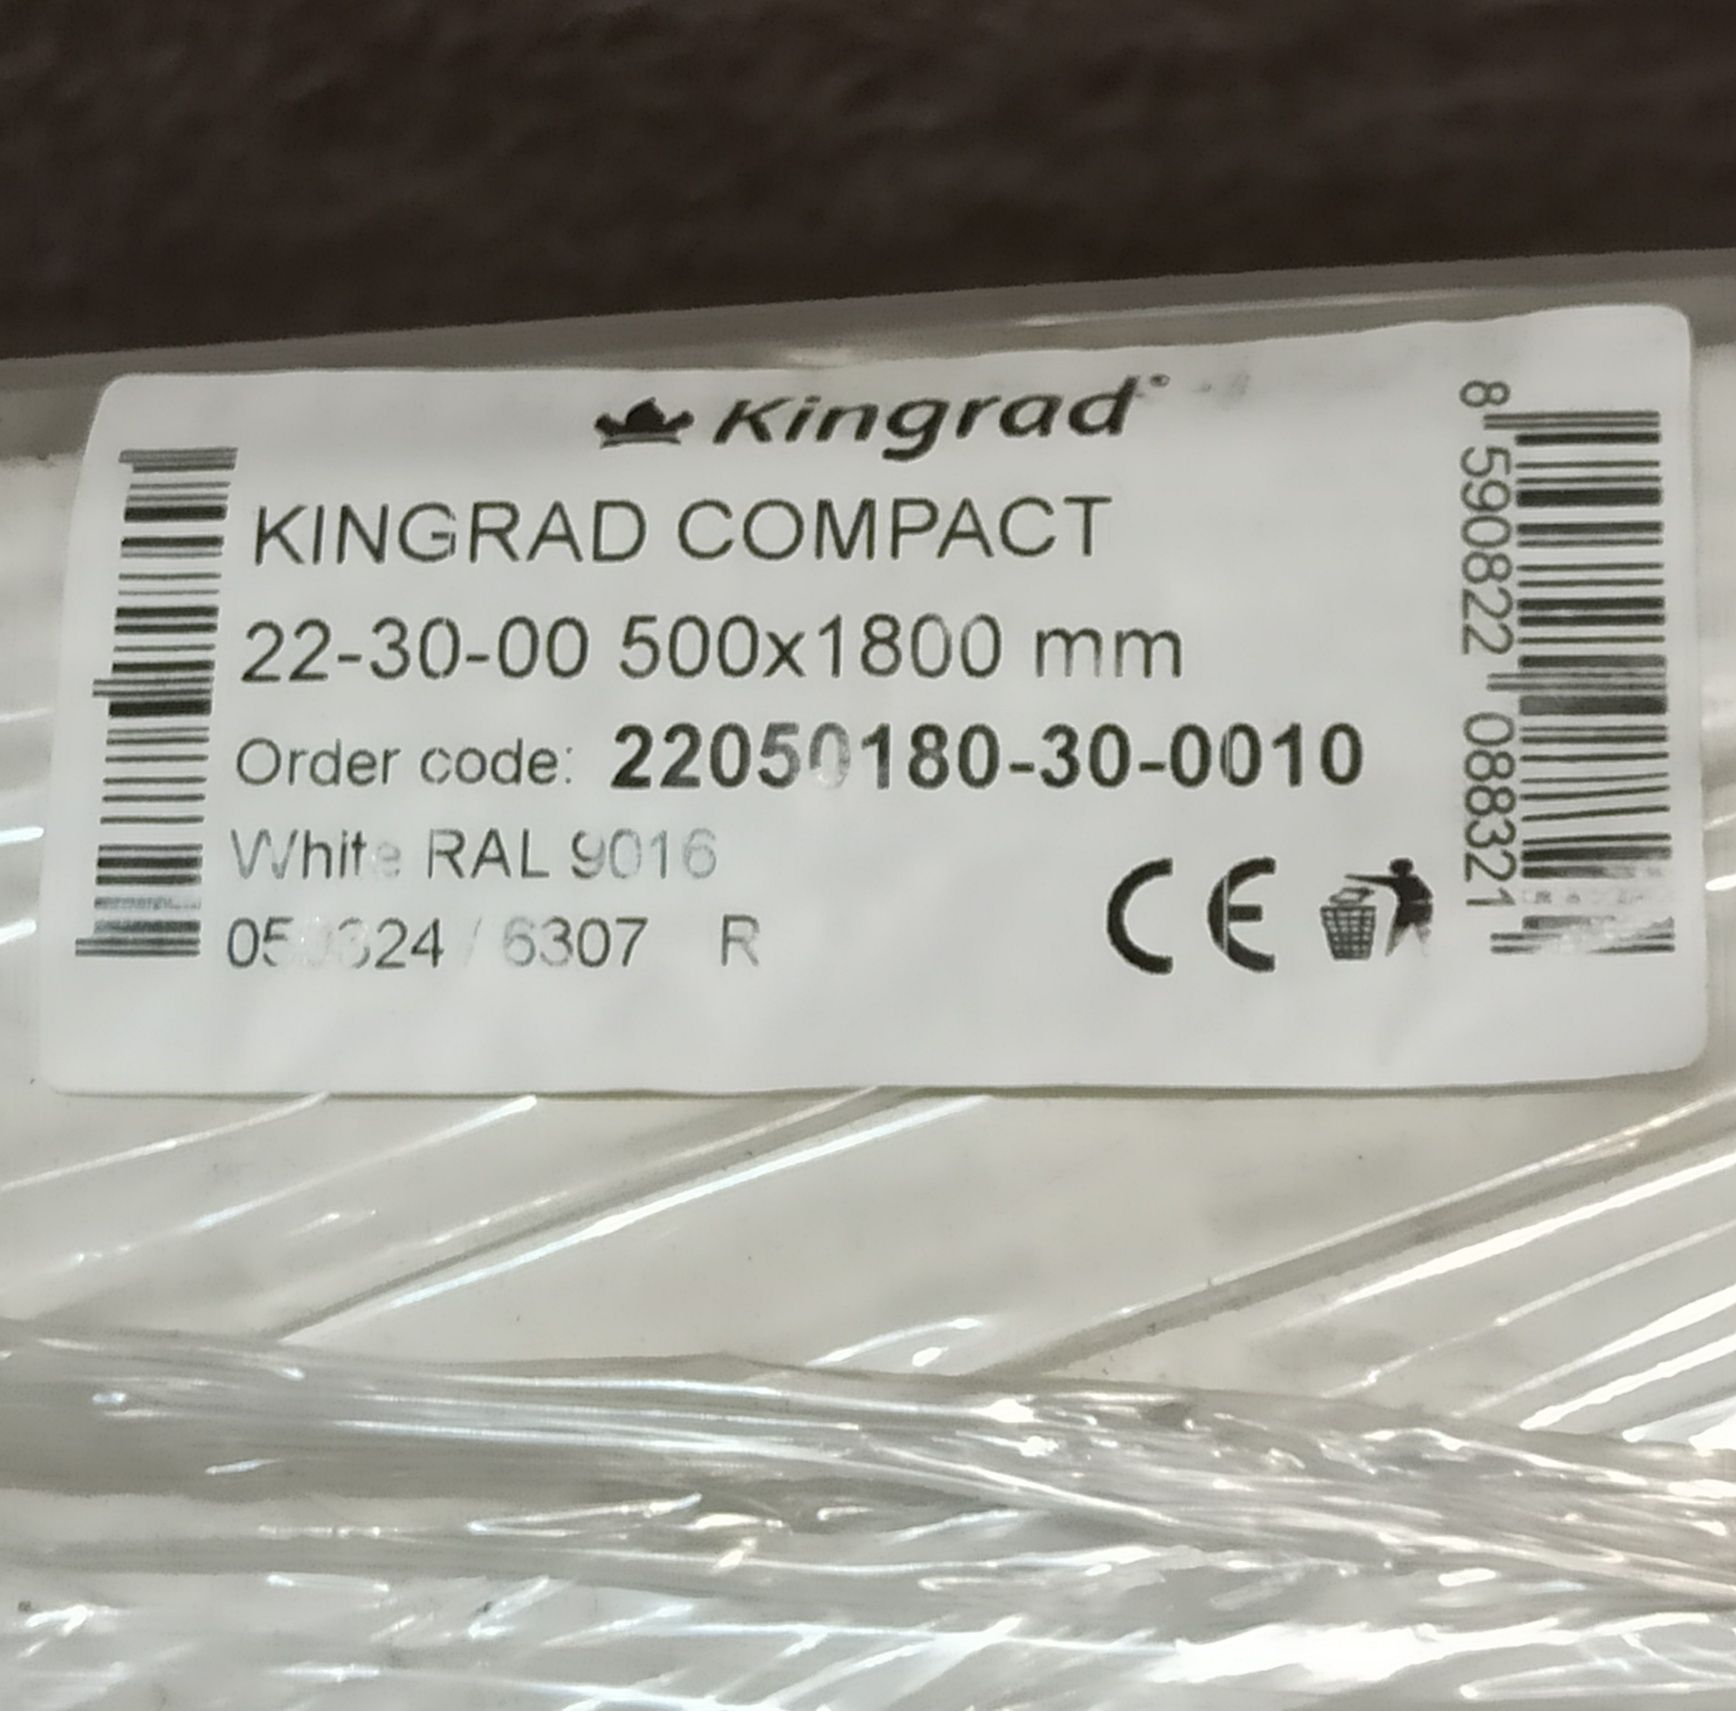 Kingrad®
KINGRAD COMPACT
22-30-00 500x1800 mm
Order code: 22050180-30-0010
White RAL 9016
/ 6307 R
CE
8 590822 088321